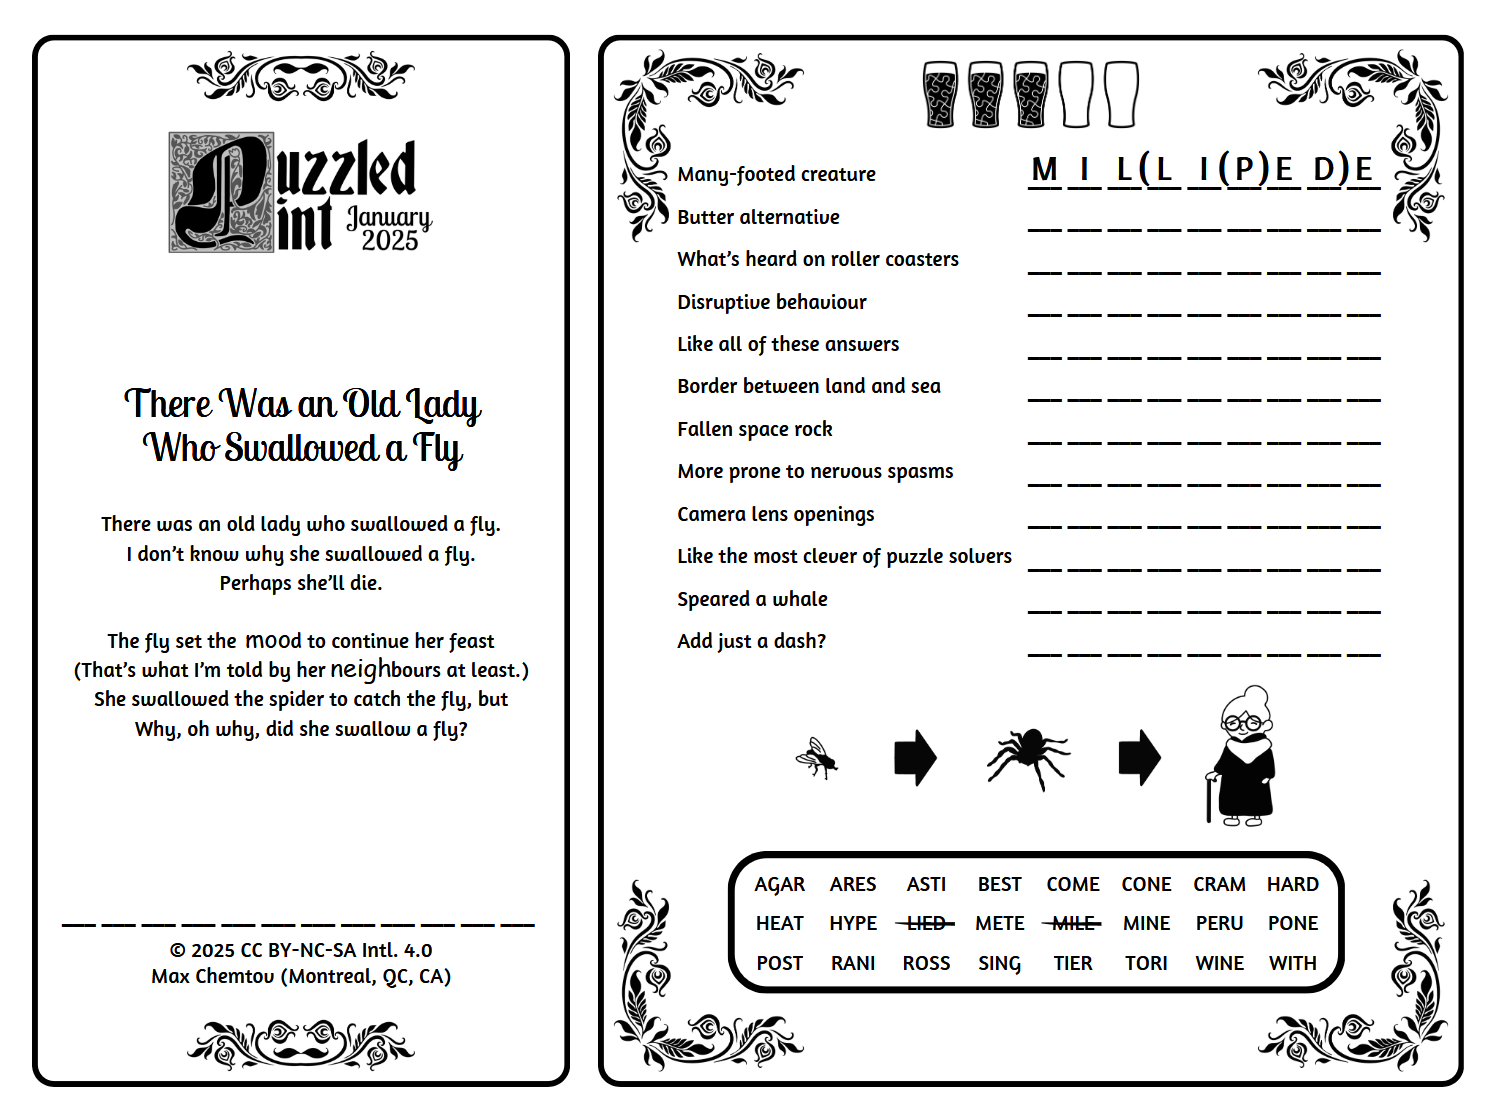 Puzzled
Pint January
2025
There Was an Old Lady
Who Swallowed a Fly
There was an old lady who swallowed a fly.
I don't know why she swallowed a fly.
Perhaps she'll die.
The fly set the mood to continue her feast
(That's what I'm told by her neighbours at least.)
She swallowed the spider to catch the fly, but
Why, oh why, did she swallow a fly?
© 2025 CC BY-NC-SA Intl. 4.0
Max Chemtov (Montreal, QC, CA)
Many-footed creature M I L(L I(P)E D)E
Butter alternative
What's heard on roller coasters
Disruptive behaviour
Like all of these answers
Border between land and sea
Fallen space rock
More prone to nervous spasms
Camera lens openings
Like the most clever of puzzle solvers
Speared a whale
Add just a dash?
AGAR ARES ASTI BEST COME CONE CRAM HARD
HEAT HYPE LIED METE MILE MINE PERU PONE
POST RANI ROSS SING TIER TORI WINE WITH